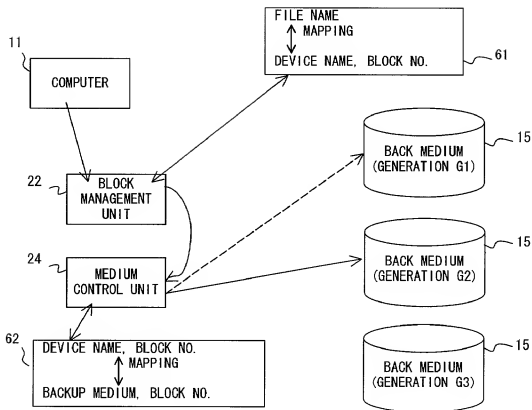 FILE NAME
MAPPING
DEVICE NAME, BLOCK NO.
61
11
COMPUTER
15
BACK MEDIUM
(GENERATION G1)
22
BLOCK
MANAGEMENT
UNIT
15
BACK MEDIUM
(GENERATION G2)
24
MEDIUM
CONTROL UNIT
62
DEVICE NAME, BLOCK NO.
MAPPING
BACKUP MEDIUM, BLOCK NO.
15
BACK MEDIUM
(GENERATION G3)